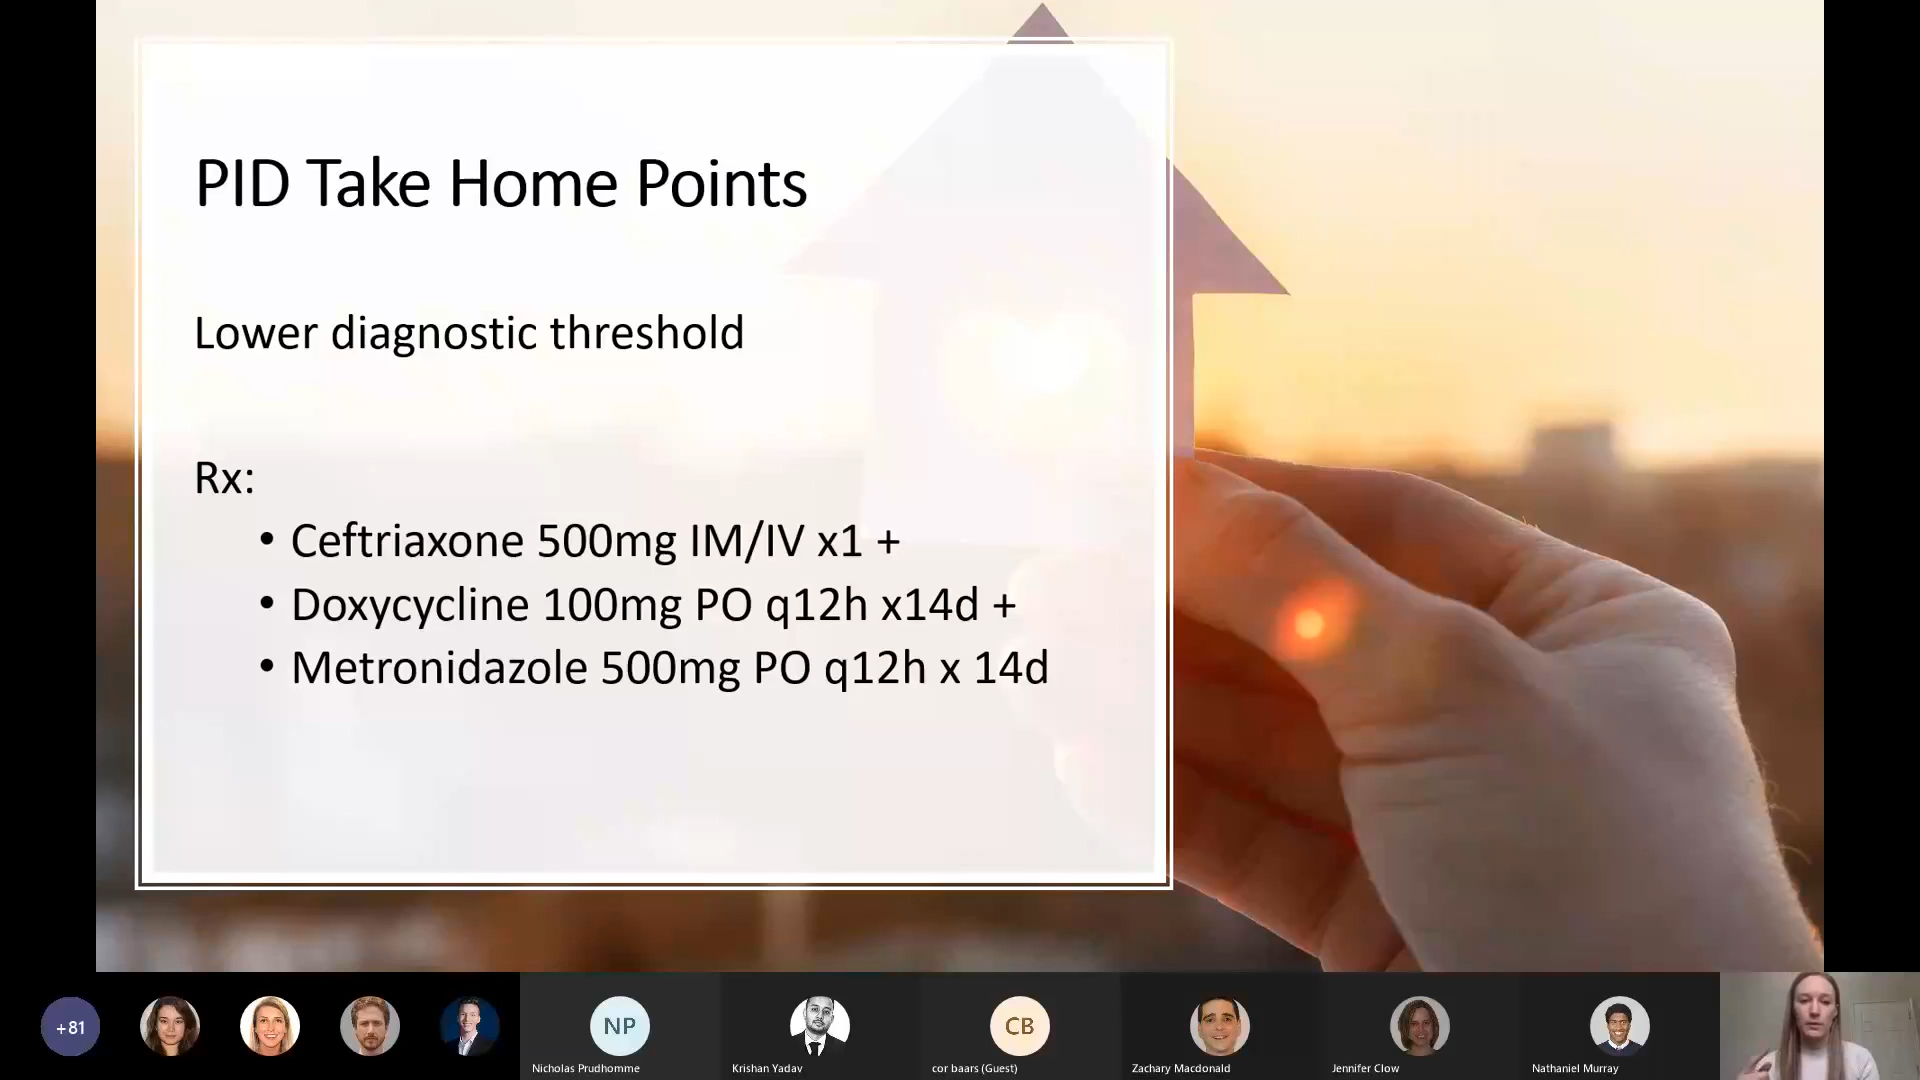 PID Take Home Points
Lower diagnostic threshold
Rx:
• Ceftriaxone 500mg IM/IV x1 +
• Doxycycline 100mg PO q12h x14d +
• Metronidazole 500mg PO q12h x 14d
+81
NP
CB
Nicholas Prudhomme
Krishan Yadav
cor baars (Guest)
Zachary Macdonald
Jennifer Clow
Nathaniel Murray